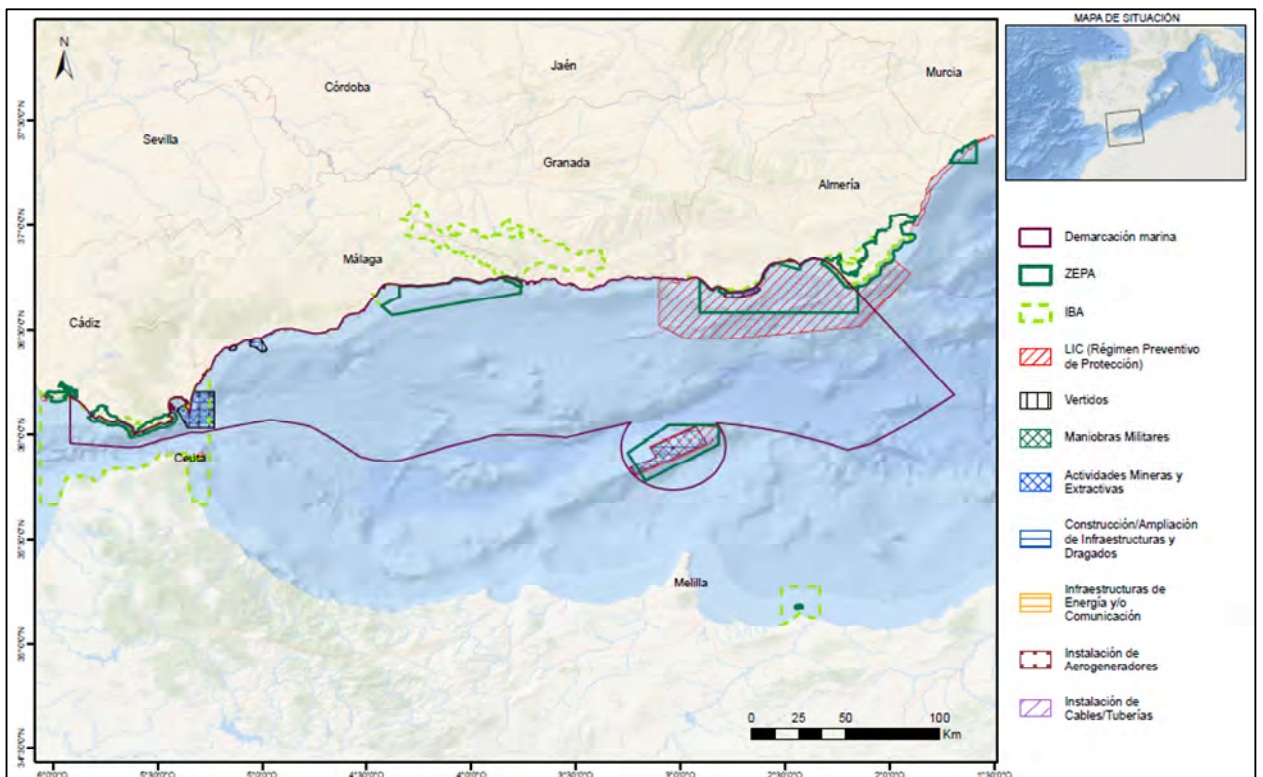 MAPA DE SITUACIÓN
N
Jaén
Murcia
Córdoba
Sevilla
Granada
Almería
Málaga
Cádiz
Ceuta
Melilla
Demarcación marina
ZEPA
IBA
LIC (Régimen Preventivo
de Protección)
Vertidos
Maniobras Militares
Actividades Mineras y
Extractivas
Construcción/Ampliación
de Infraestructuras y
Dragados
Infraestructuras de
Energía y/o
Comunicación
Instalación de
Aerogeneradores
Instalación de
Cables/Tuberías
0 25 50 100
Km